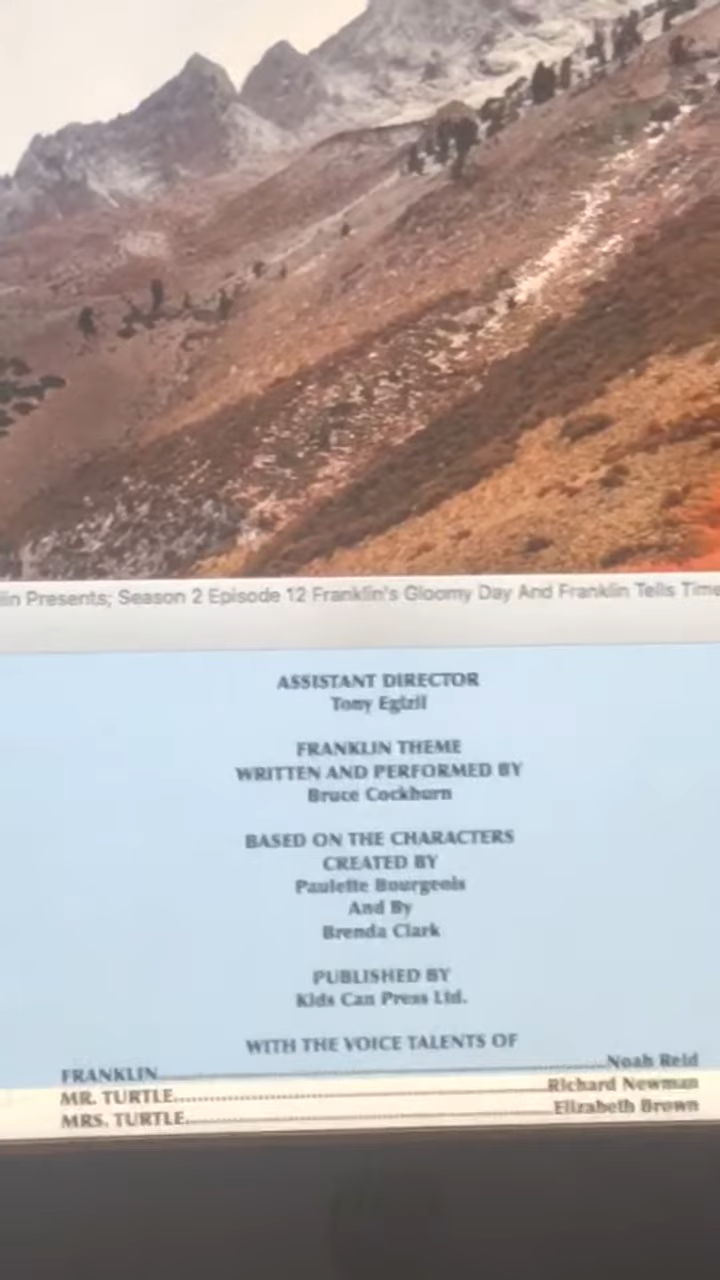 lin Presents; Season 2 Episode 12 Franklin's Gloomy Day And Franklin Tells Time
ASSISTANT DIRECTOR
Tony Egizii
FRANKLIN THEME
WRITTEN AND PERFORMED BY
Bruce Cockburn
BASED ON THE CHARACTERS
CREATED BY
Paulette Bourgeois
And By
Brenda Clark
PUBLISHED BY
Kids Can Press Ltd.
WITH THE VOICE TALENTS OF
FRANKLIN......Noah Reid
MR. TURTLE......Richard Newman
MRS. TURTLE......Elizabeth Brown